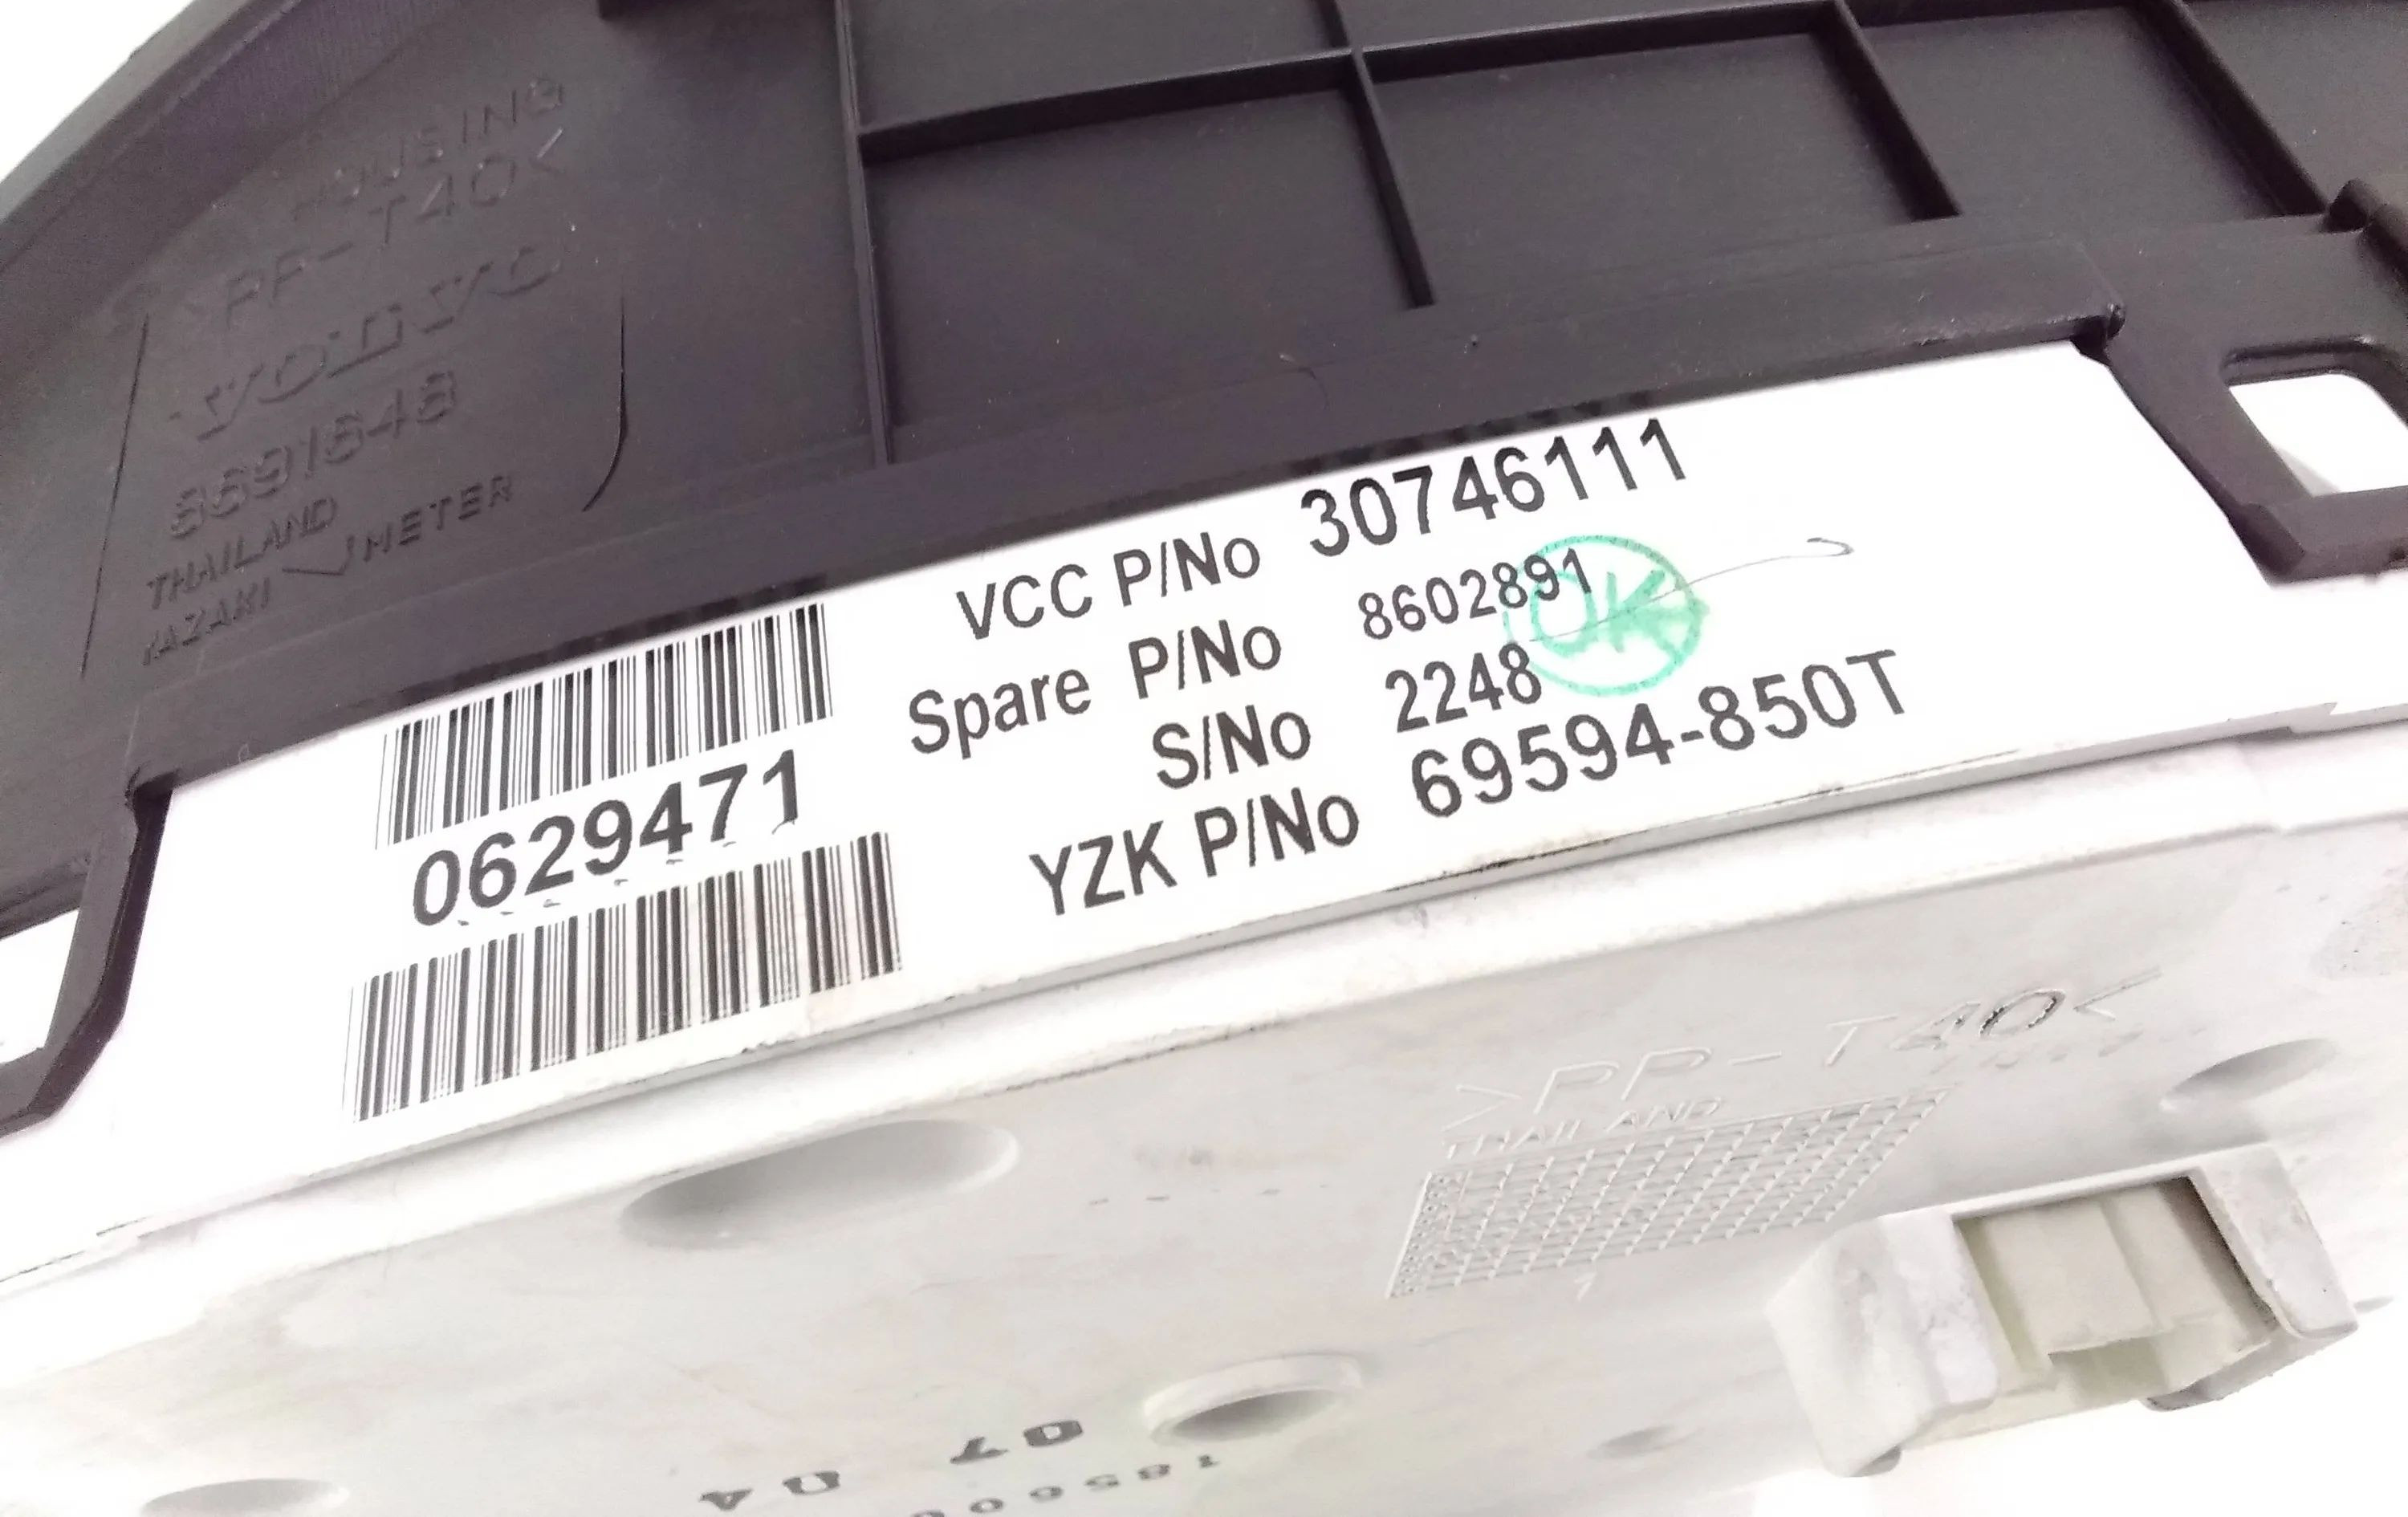 HOUSING
>PP-T40<
VOLVO
8691648
THAILAND
YAZAKI METER
VCC P/No 30746111
Spare P/No 8602891
S/No 2248
YZK P/No 69594-850T
OK
0629471
>PP-T40<
THAILAND